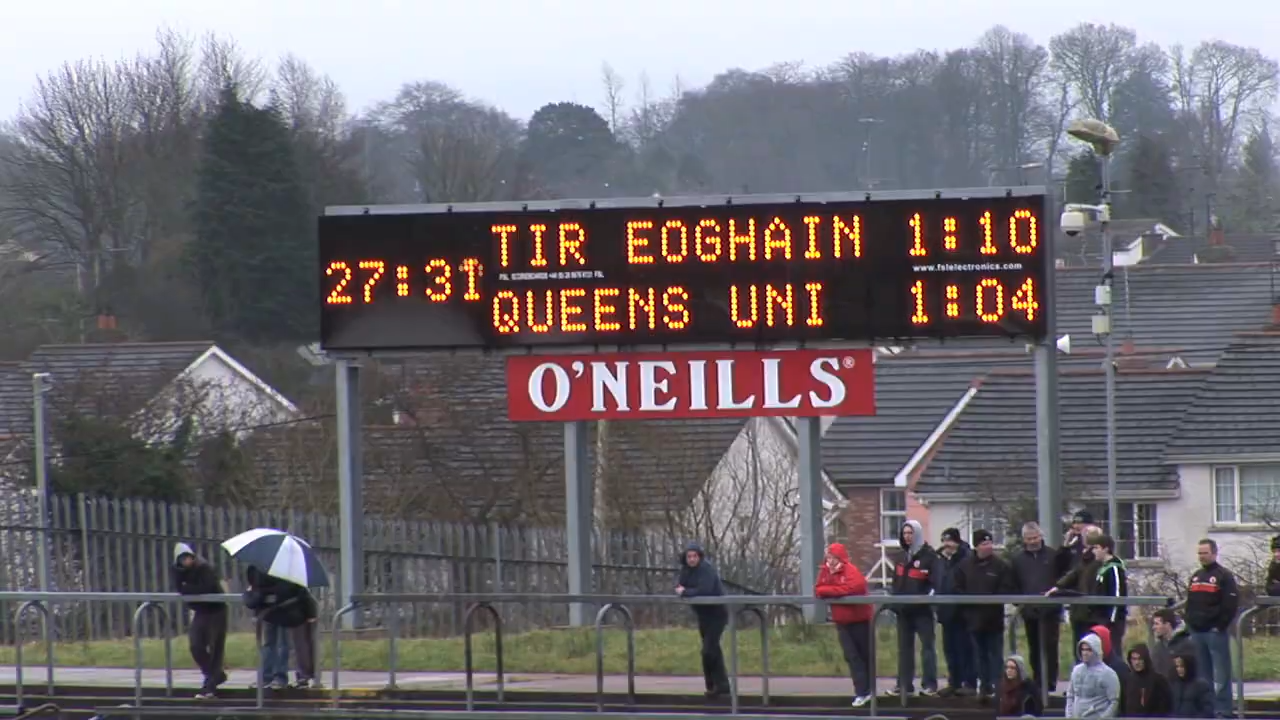 27:31
TIR EOGHAIN 1:10
www.fslelectronics.com
QUEENS UNI 1:04
O'NEILLS®